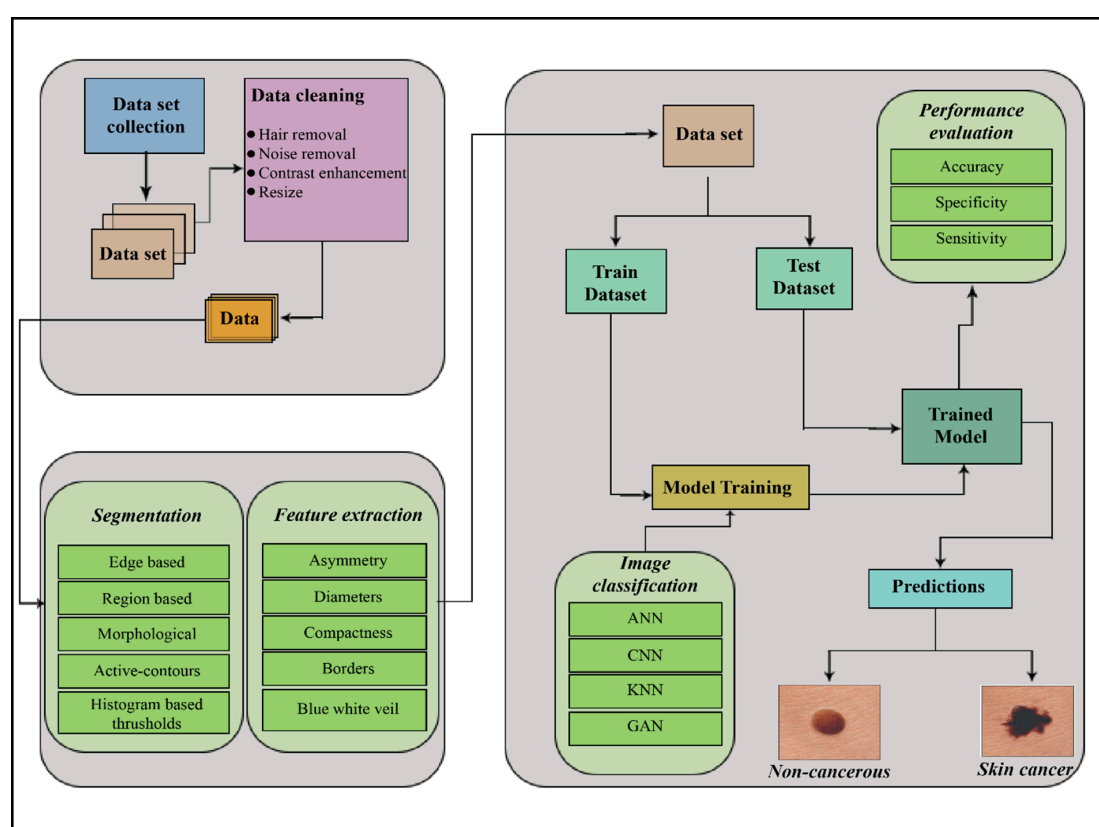 Data set
collection
Data set
Data cleaning
Hair removal
Noise removal
Contrast enhancement
Resize
Data
Segmentation
Edge based
Region based
Morphological
Active-contours
Histogram based
thrusholds
Feature extraction
Asymmetry
Diameters
Compactness
Borders
Blue white veil
Data set
Train
Dataset
Test
Dataset
Performance
evaluation
Accuracy
Specificity
Sensitivity
Trained
Model
Model Training
Image
classification
ANN
CNN
KNN
GAN
Predictions
Non-cancerous
Skin cancer